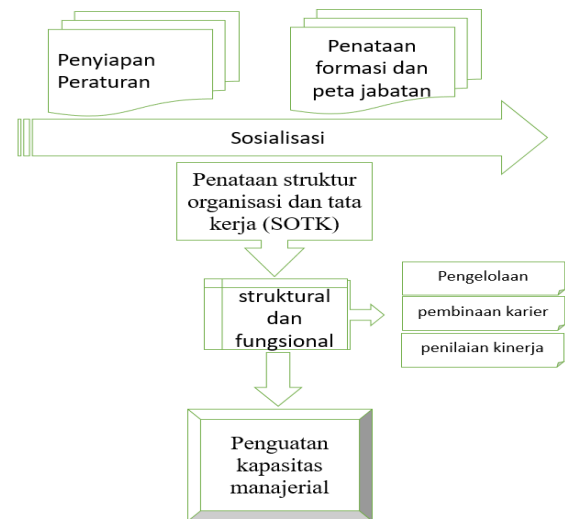 Penyiapan
Peraturan
Penataan
formasi dan
peta jabatan
Sosialisasi
Penataan struktur
organisasi dan tata
kerja (SOTK)
struktural
dan
fungsional
Pengelolaan
pembinaan karier
penilaian kinerja
Penguatan
kapasitas
manajerial